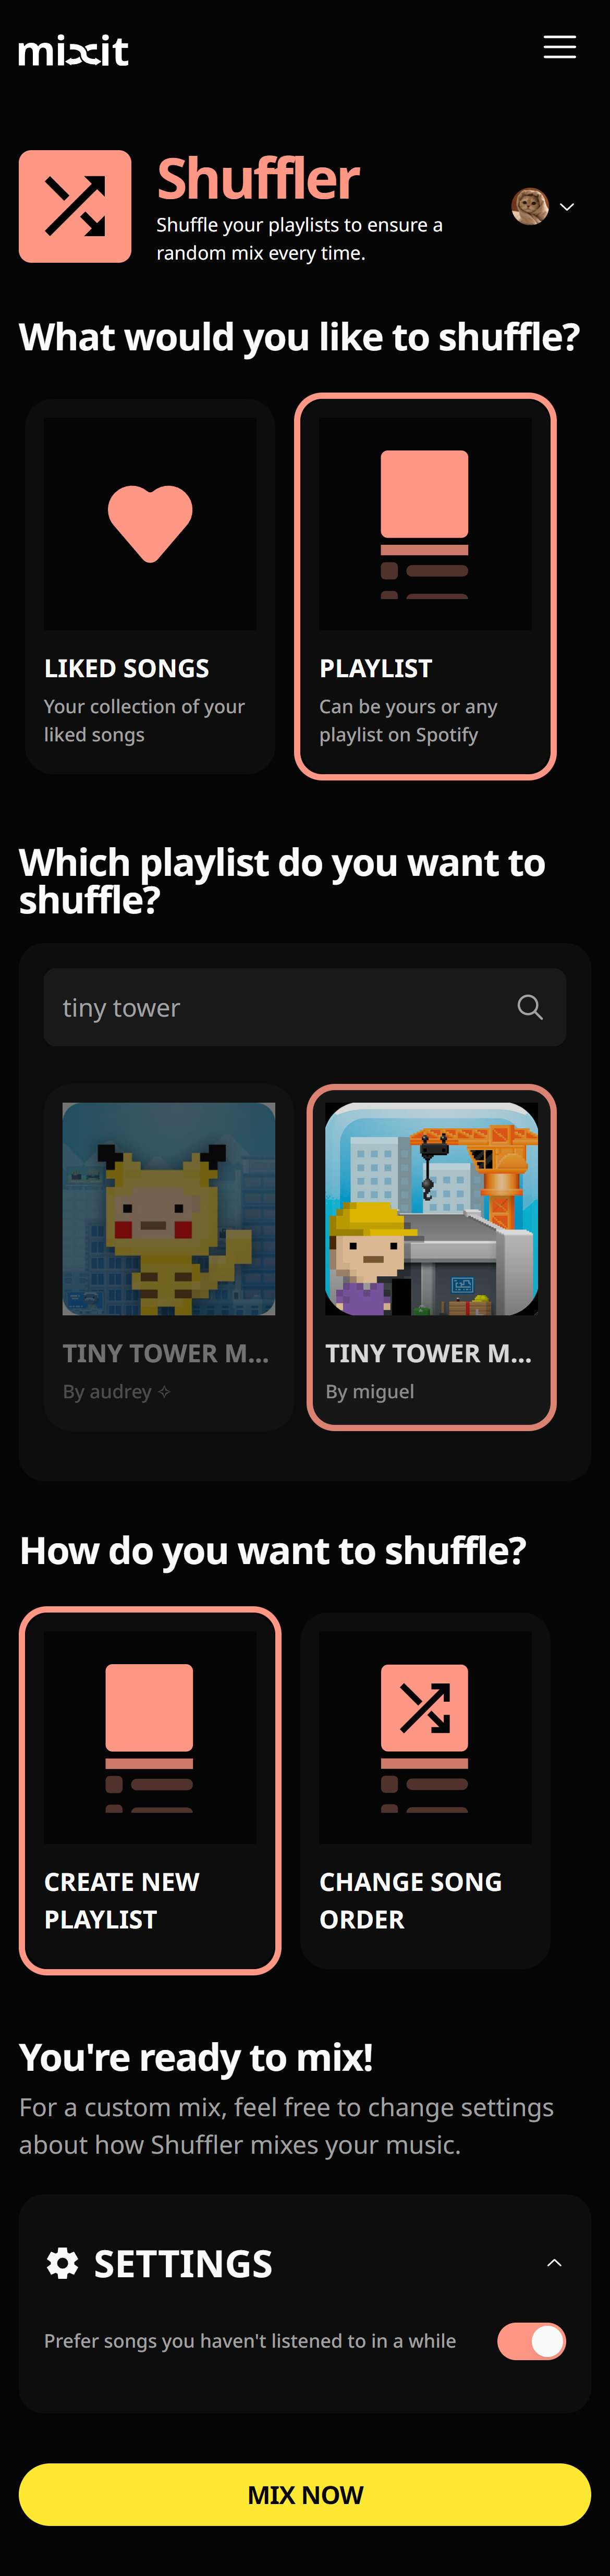 mixit
Shuffler
Shuffle your playlists to ensure a
random mix every time.
What would you like to shuffle?
LIKED SONGS
Your collection of your
liked songs
PLAYLIST
Can be yours or any
playlist on Spotify
Which playlist do you want to
shuffle?
tiny tower
TINY TOWER M...
By audrey ✧
TINY TOWER M...
By miguel
How do you want to shuffle?
CREATE NEW
PLAYLIST
CHANGE SONG
ORDER
You're ready to mix!
For a custom mix, feel free to change settings
about how Shuffler mixes your music.
SETTINGS
Prefer songs you haven't listened to in a while
MIX NOW